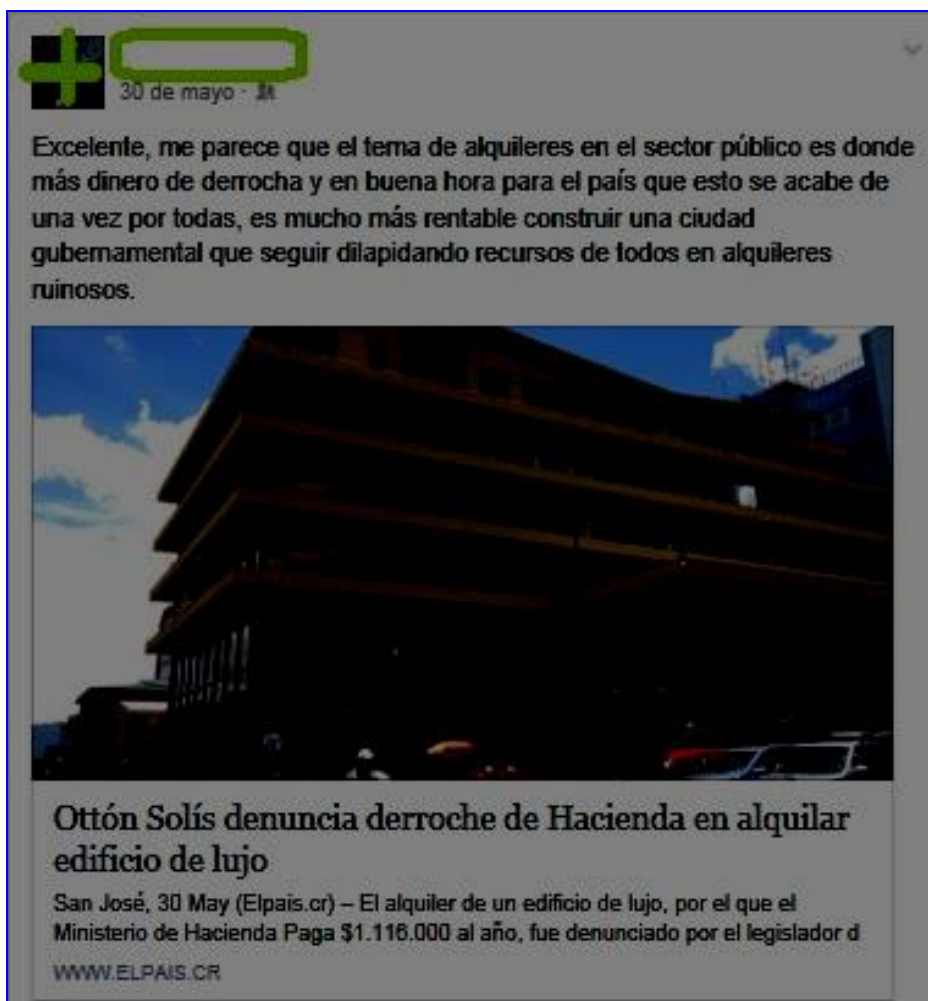 30 de mayo ·
Excelente, me parece que el tema de alquileres en el sector público es donde
más dinero de derrocha y en buena hora para el país que esto se acabe de
una vez por todas, es mucho más rentable construir una ciudad
gubernamental que seguir dilapidando recursos de todos en alquileres
ruinosos.
Ottón Solís denuncia derroche de Hacienda en alquilar
edificio de lujo
San José, 30 May (Elpais.cr) – El alquiler de un edificio de lujo, por el que el
Ministerio de Hacienda Paga $1.116.000 al año, fue denunciado por el legislador d
WWW.ELPAIS.CR